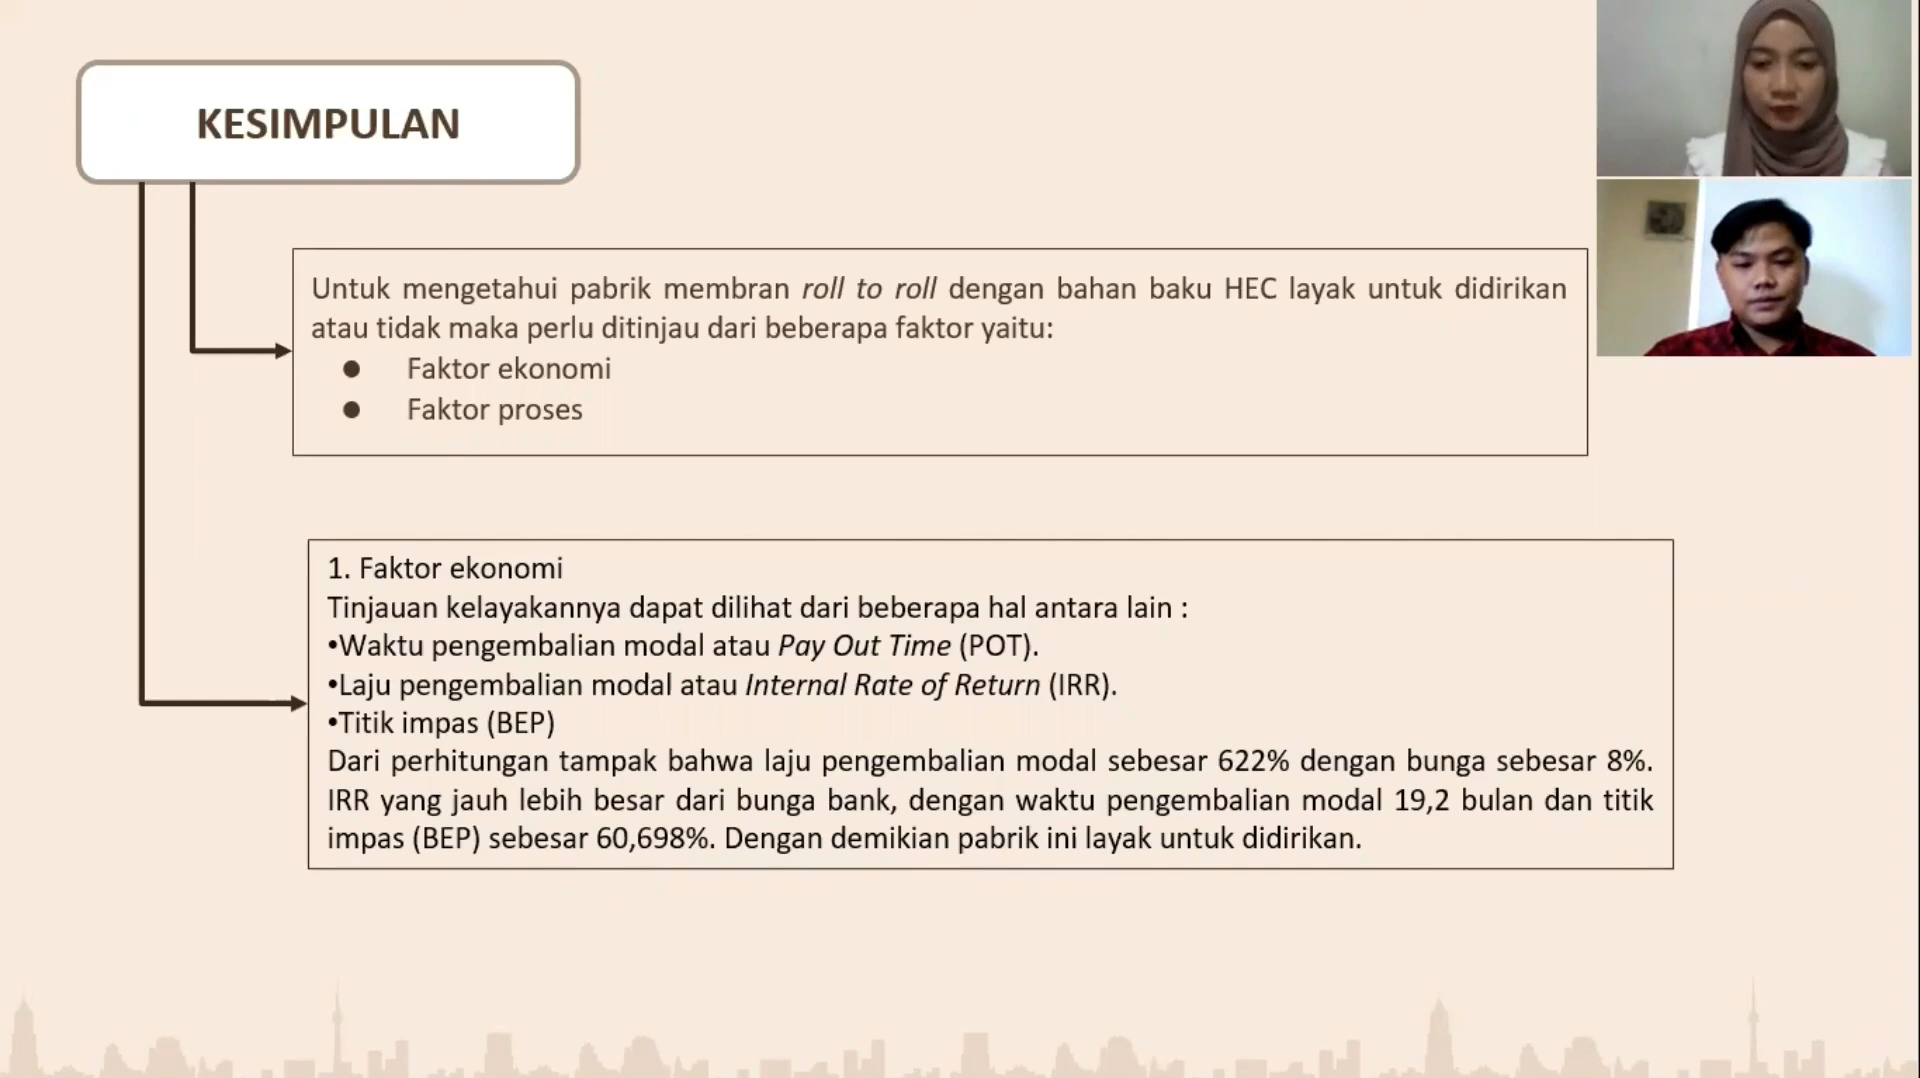 KESIMPULAN
Untuk mengetahui pabrik membran roll to roll dengan bahan baku HEC layak untuk didirikan
atau tidak maka perlu ditinjau dari beberapa faktor yaitu:
● Faktor ekonomi
● Faktor proses
1. Faktor ekonomi
Tinjauan kelayakannya dapat dilihat dari beberapa hal antara lain :
•Waktu pengembalian modal atau Pay Out Time (POT).
•Laju pengembalian modal atau Internal Rate of Return (IRR).
•Titik impas (BEP)
Dari perhitungan tampak bahwa laju pengembalian modal sebesar 622% dengan bunga sebesar 8%.
IRR yang jauh lebih besar dari bunga bank, dengan waktu pengembalian modal 19,2 bulan dan titik
impas (BEP) sebesar 60,698%. Dengan demikian pabrik ini layak untuk didirikan.